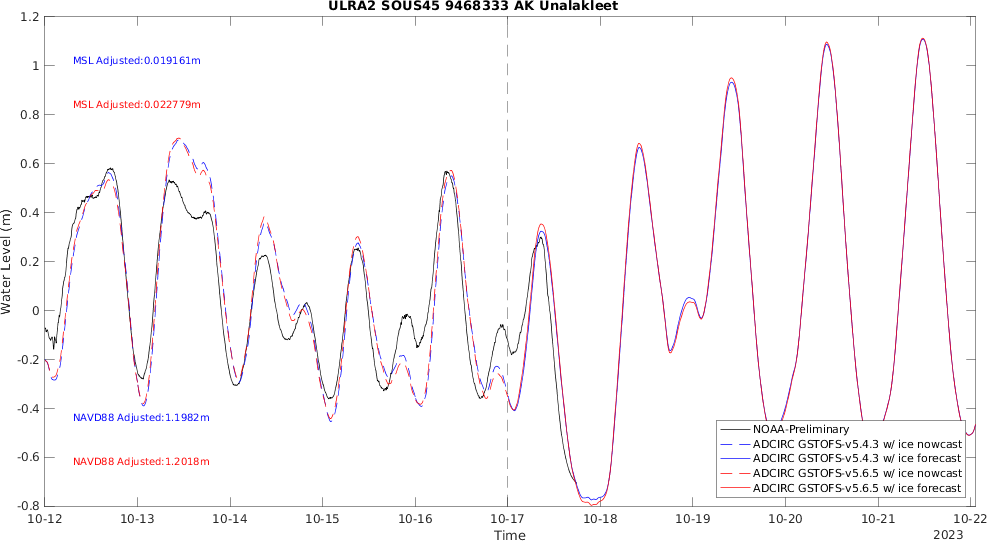 ULRA2 SOUS45 9468333 AK Unalakleet
1.2
1
0.8
0.6
0.4
0.2
0
-0.2
-0.4
-0.6
-0.8
Water Level (m)
MSL Adjusted:0.019161m
MSL Adjusted:0.022779m
NAVD88 Adjusted:1.1982m
NAVD88 Adjusted:1.2018m
NOAA-Preliminary
ADCIRC GSTOFS-v5.4.3 w/ ice nowcast
ADCIRC GSTOFS-v5.4.3 w/ ice forecast
ADCIRC GSTOFS-v5.6.5 w/ ice nowcast
ADCIRC GSTOFS-v5.6.5 w/ ice forecast
10-12 10-13 10-14 10-15 10-16 10-17 10-18 10-19 10-20 10-21 10-22
Time
2023